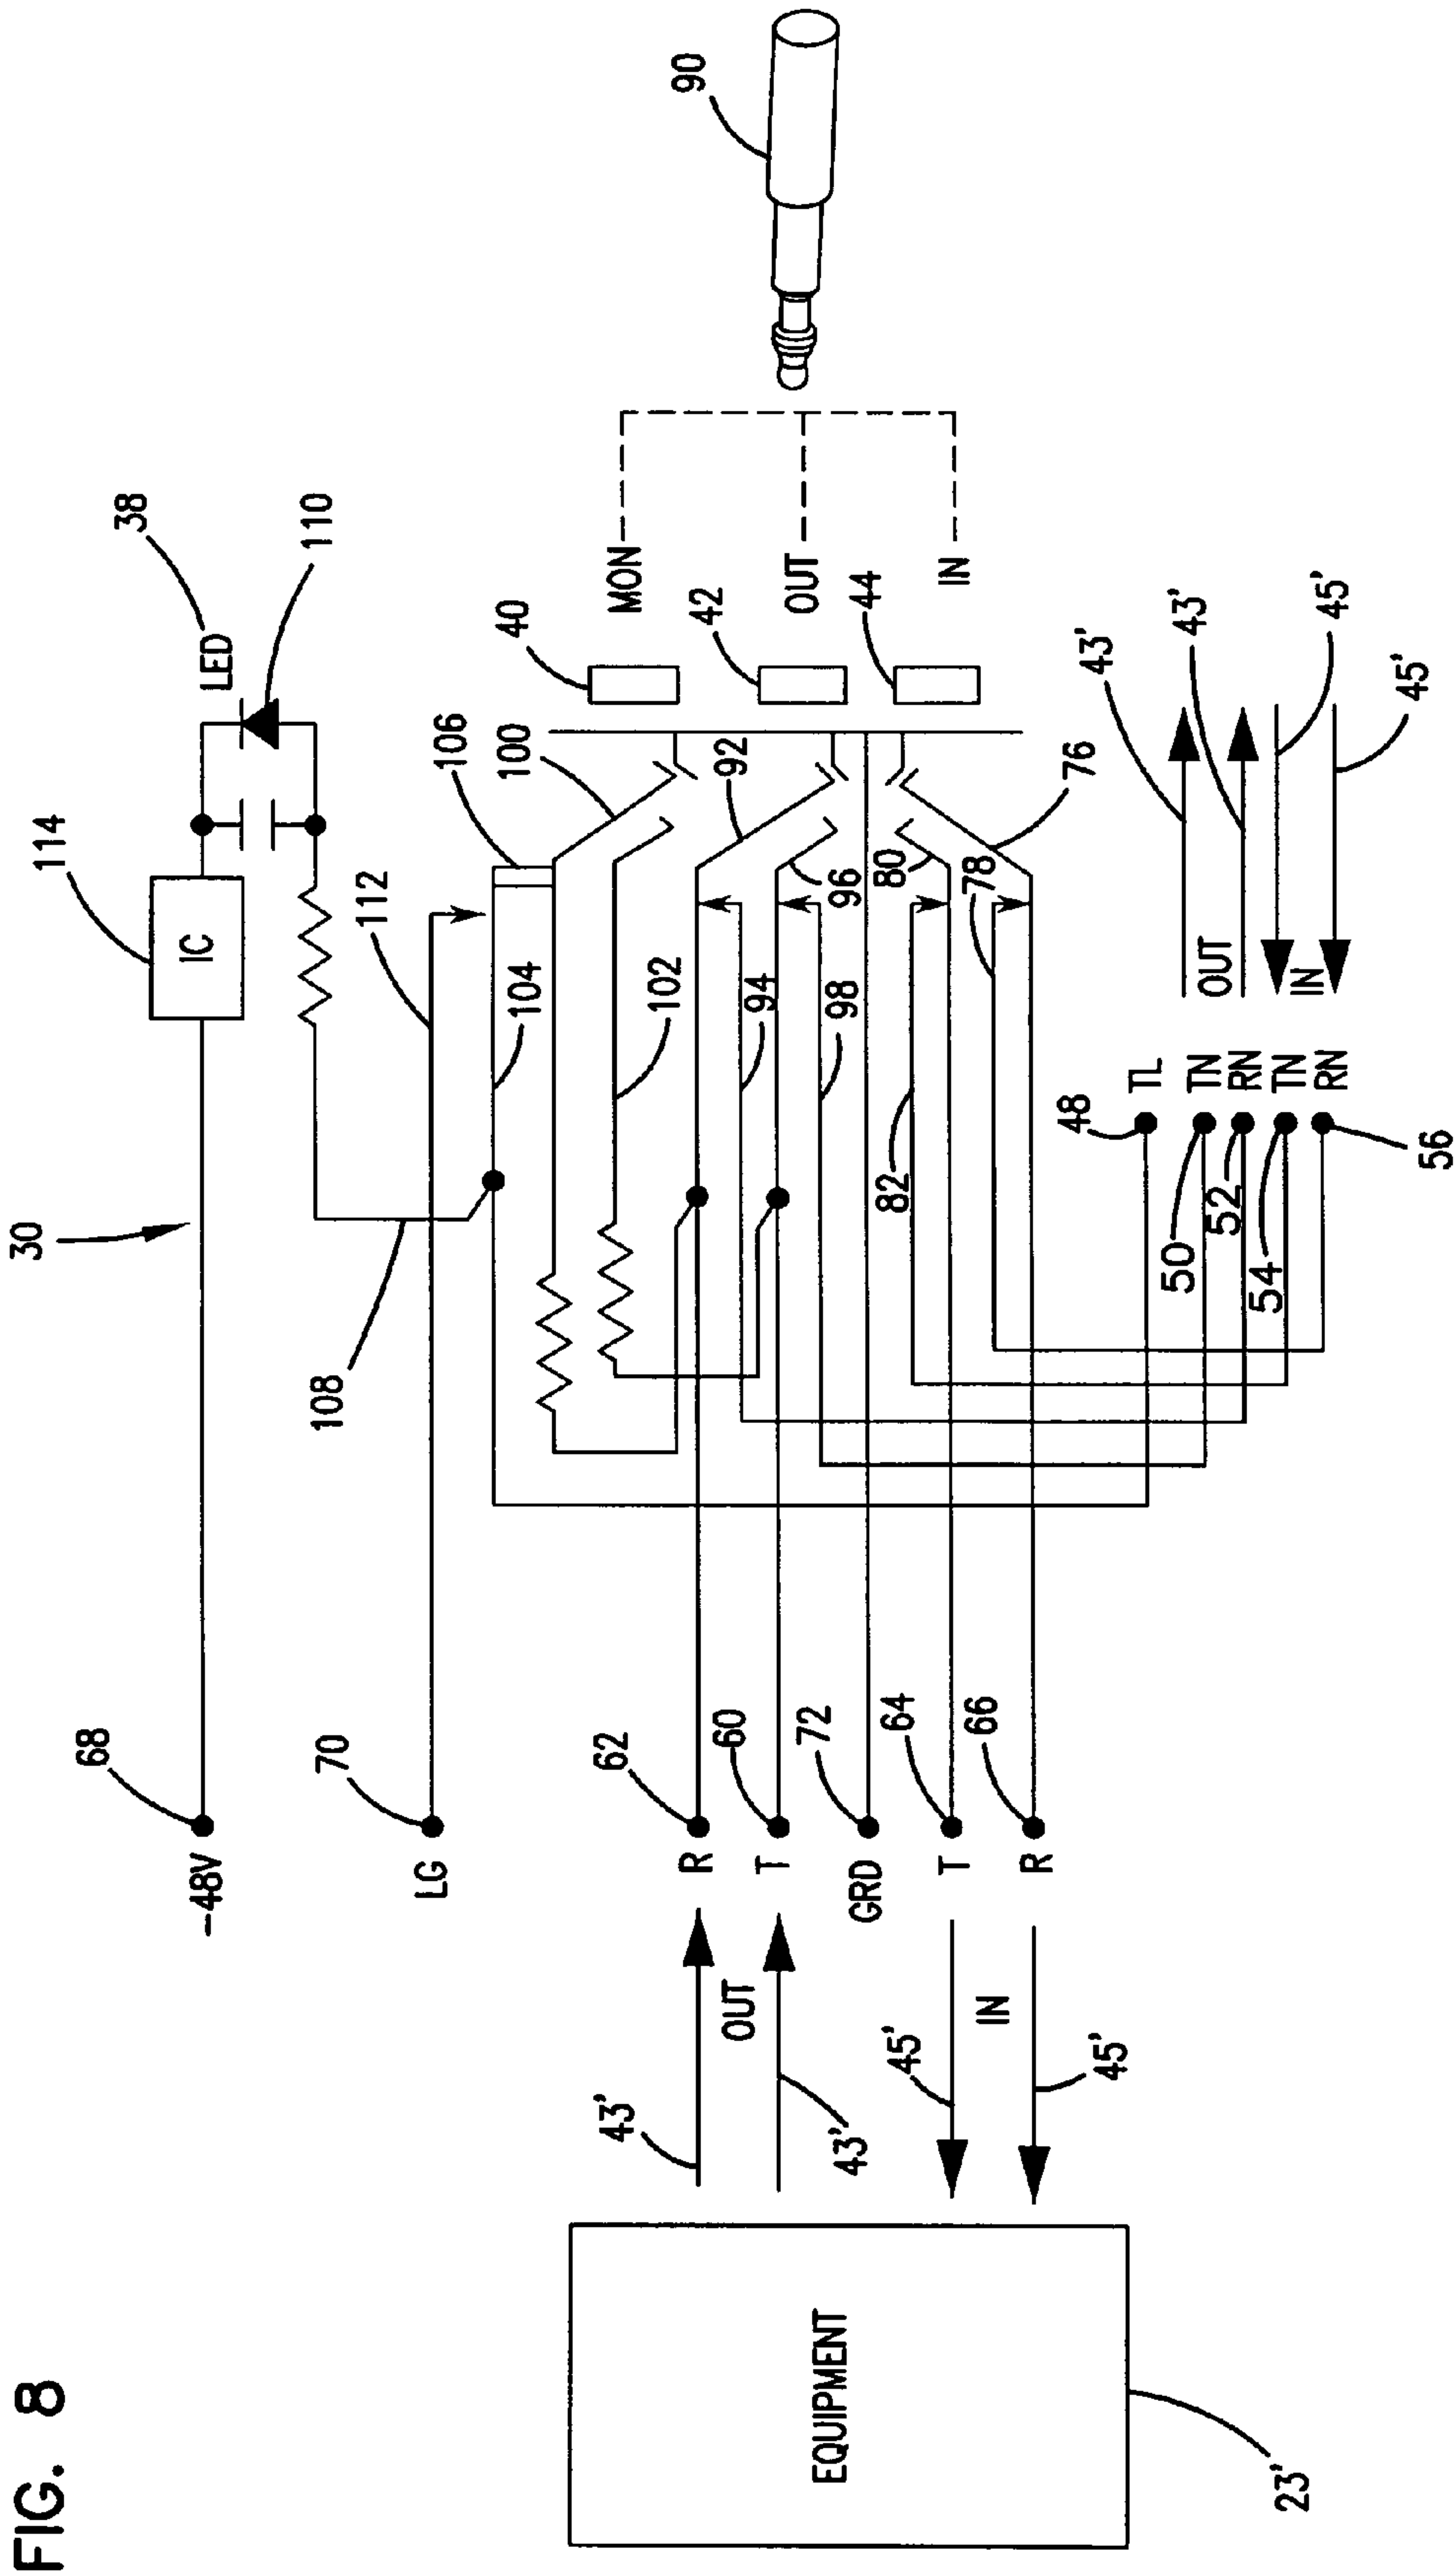 FIG. 8
30
-48V
68
114
IC
LED
38
110
LG
70
108
112
104
106
100
102
40
MON
90
EQUIPMENT
23'
43'
43'
OUT
R
62
T
60
GRD
72
45'
45'
IN
T
64
R
66
92
94
96
98
42
OUT
80
78
82
76
44
IN
48
TL
50
TN
52
RN
54
TN
56
RN
OUT
IN
43'
43'
45'
45'